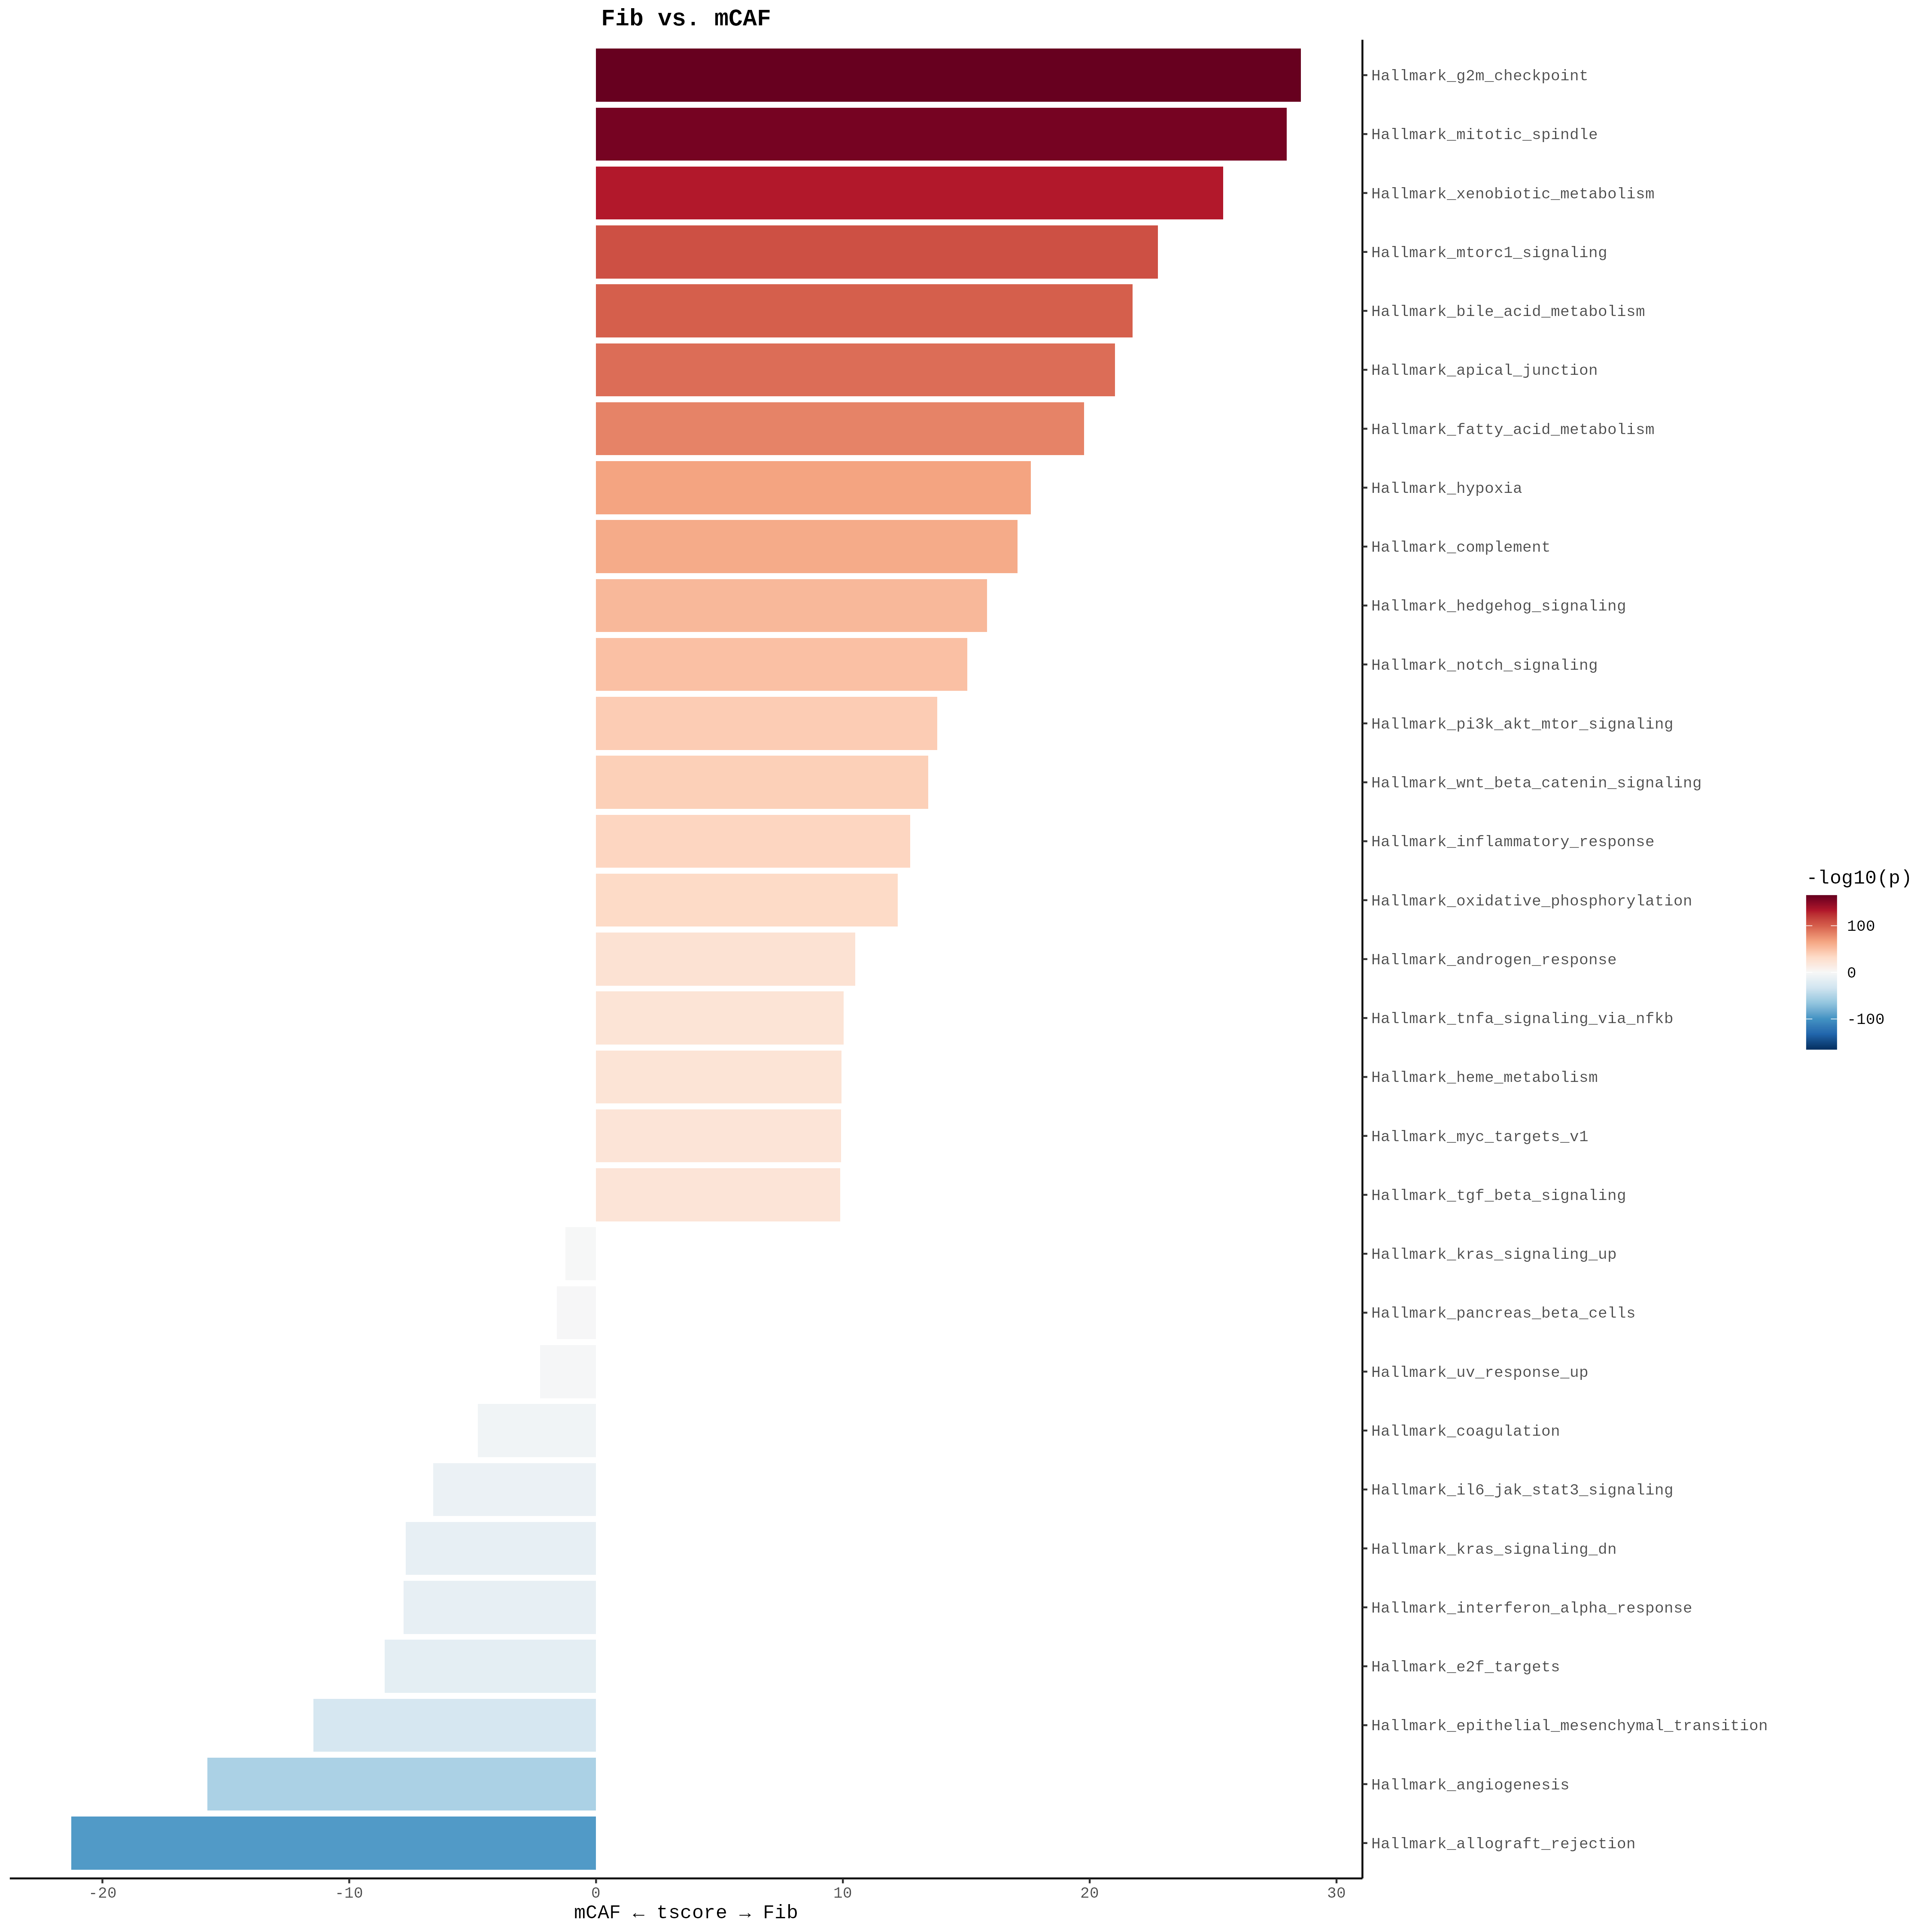 Fib vs. mCAF
Hallmark_g2m_checkpoint
Hallmark_mitotic_spindle
Hallmark_xenobiotic_metabolism
Hallmark_mtorc1_signaling
Hallmark_bile_acid_metabolism
Hallmark_apical_junction
Hallmark_fatty_acid_metabolism
Hallmark_hypoxia
Hallmark_complement
Hallmark_hedgehog_signaling
Hallmark_notch_signaling
Hallmark_pi3k_akt_mtor_signaling
Hallmark_wnt_beta_catenin_signaling
Hallmark_inflammatory_response
Hallmark_oxidative_phosphorylation
Hallmark_androgen_response
Hallmark_tnfa_signaling_via_nfkb
Hallmark_heme_metabolism
Hallmark_myc_targets_v1
Hallmark_tgf_beta_signaling
Hallmark_kras_signaling_up
Hallmark_pancreas_beta_cells
Hallmark_uv_response_up
Hallmark_coagulation
Hallmark_il6_jak_stat3_signaling
Hallmark_kras_signaling_dn
Hallmark_interferon_alpha_response
Hallmark_e2f_targets
Hallmark_epithelial_mesenchymal_transition
Hallmark_angiogenesis
Hallmark_allograft_rejection
-20 -10 0 10 20 30
mCAF ← tscore → Fib
-log10(p)
100
0
-100